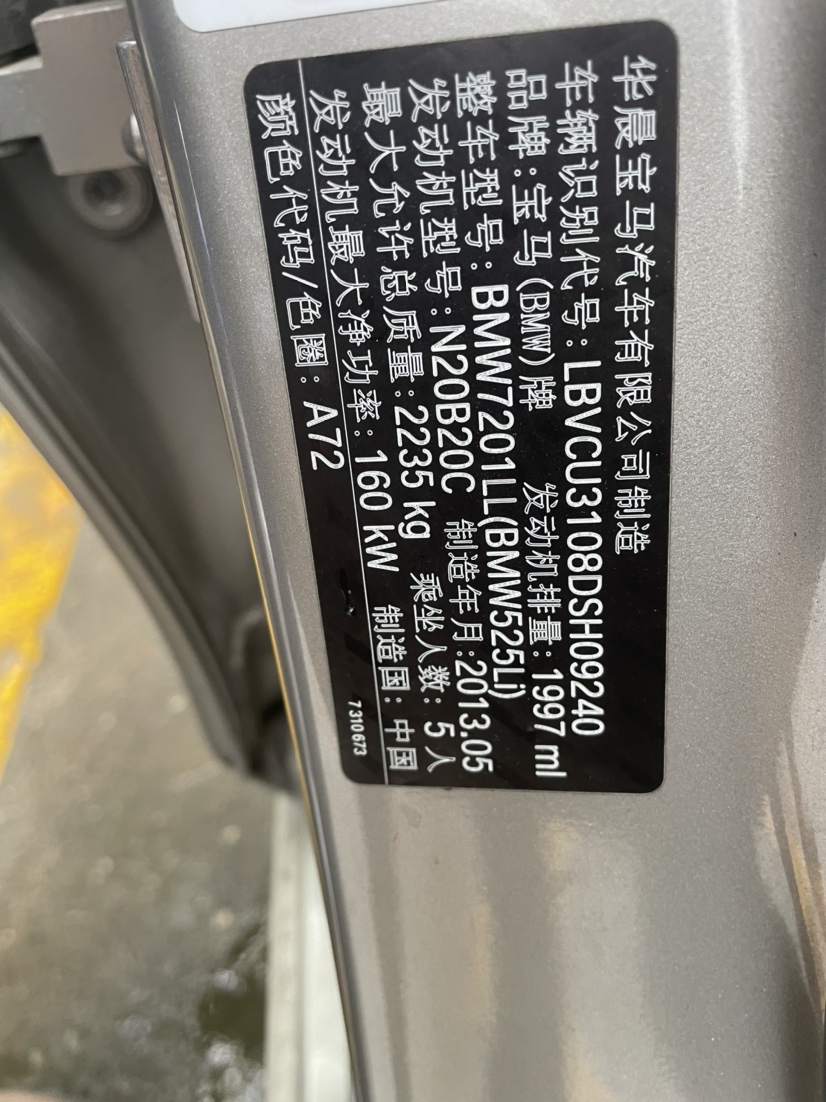 华晨宝马汽车有限公司制造
车辆识别代号:LBVCU3108DSH09240
品牌:宝马(BMW)牌 发动机排量:1997 ml
整车型号:BMW7201LL(BMW525Li)
发动机型号:N20B20C 制造年月:2013.05
最大允许总质量:2235 kg 乘坐人数:5人
发动机最大净功率:160 kW 制造国:中国
颜色代码/色圈:A72
7 310 673